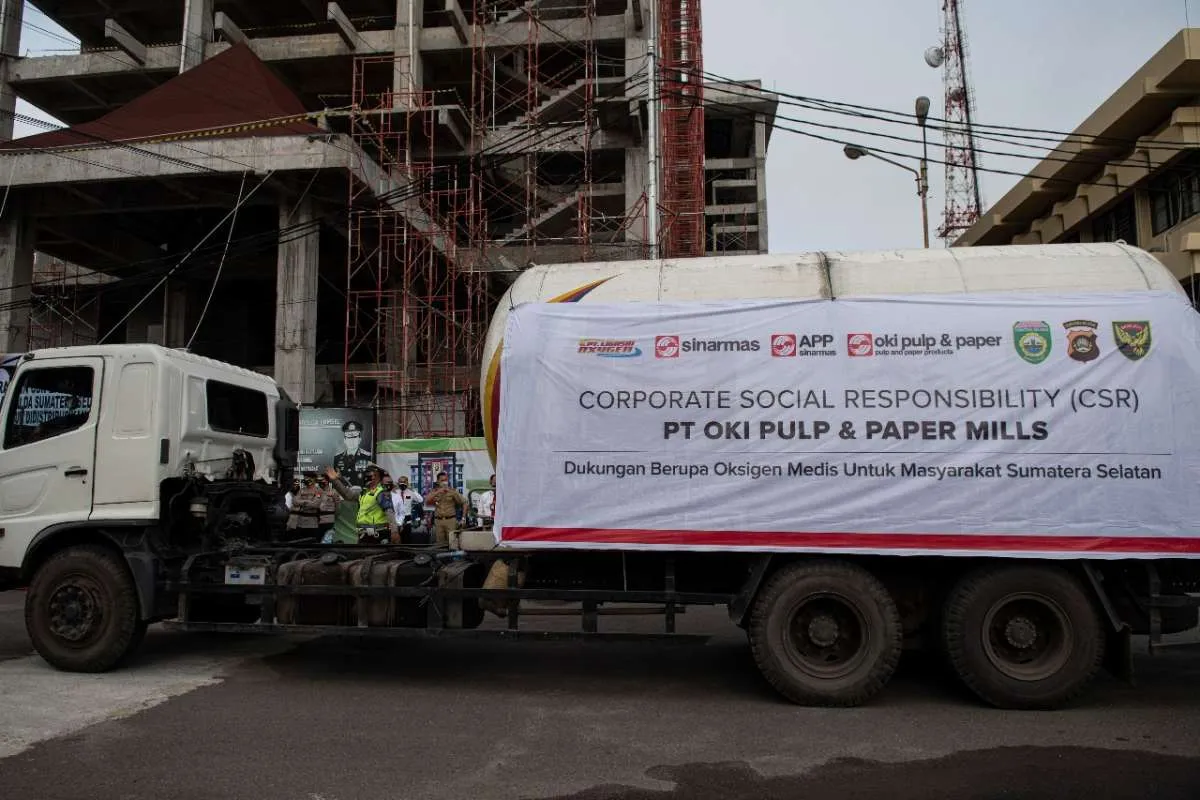 OXYGEN
sinarmas
APP
sinarmas
oki pulp & paper
pulp and paper products
CORPORATE SOCIAL RESPONSIBILITY (CSR)
PT OKI PULP & PAPER MILLS
Dukungan Berupa Oksigen Medis Untuk Masyarakat Sumatera Selatan